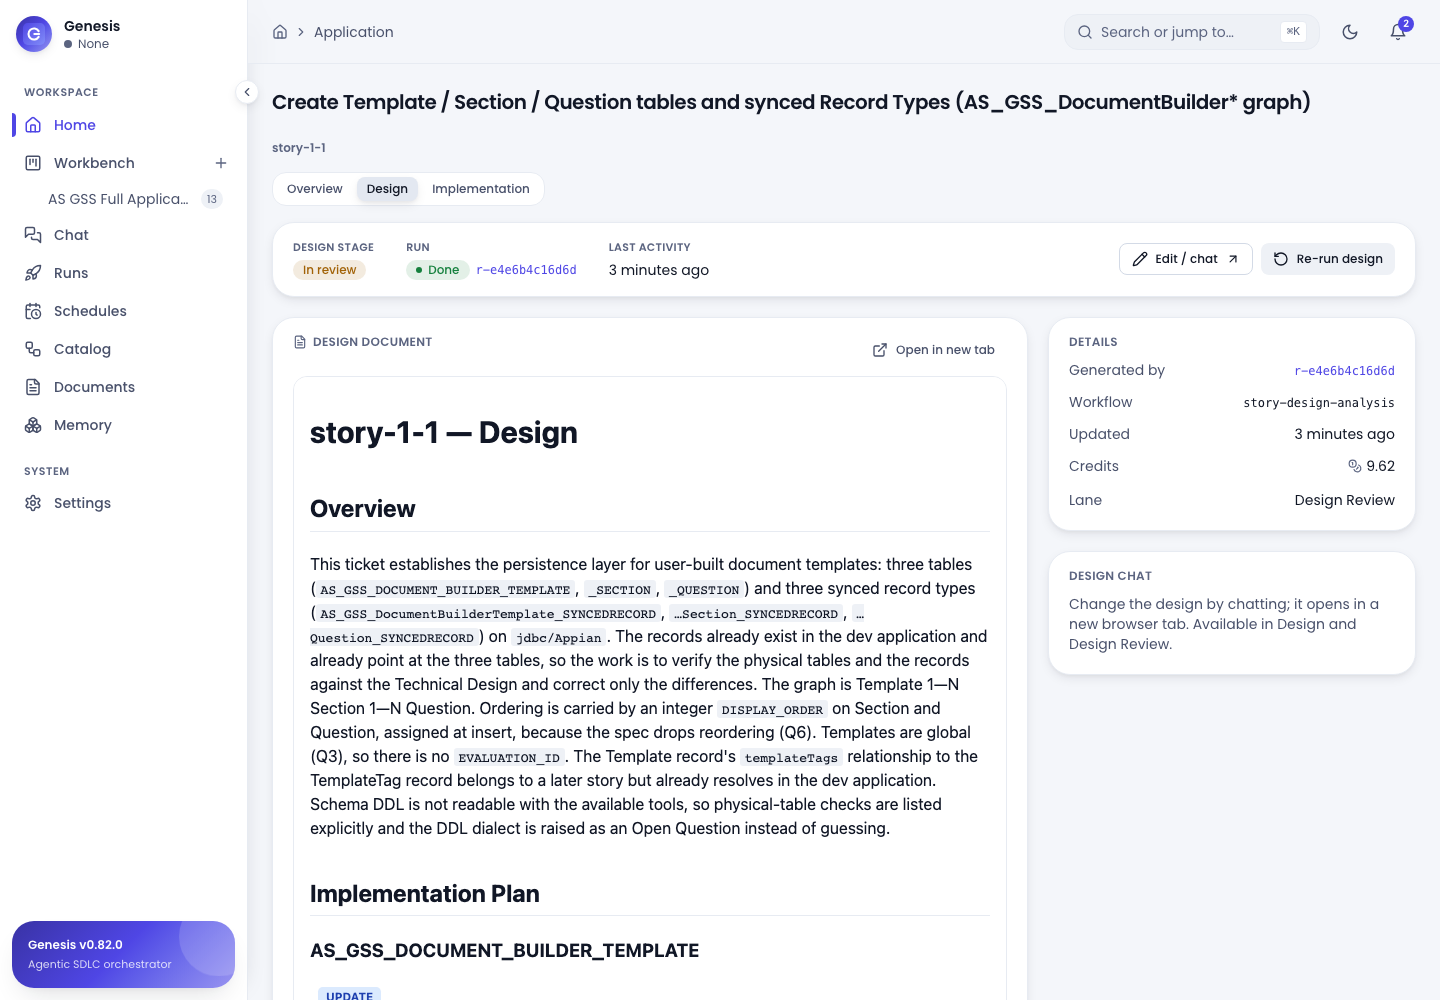 Genesis
None
WORKSPACE
Home
Workbench
AS GSS Full Applica...
13
Chat
Runs
Schedules
Catalog
Documents
Memory
SYSTEM
Settings
Genesis v0.82.0
Agentic SDLC orchestrator
Application
Search or jump to...
⌘K
2
Create Template / Section / Question tables and synced Record Types (AS_GSS_DocumentBuilder* graph)
story-1-1
Overview
Design
Implementation
DESIGN STAGE
In review
RUN
Done r-e4e6b4c16d6d
LAST ACTIVITY
3 minutes ago
Edit / chat
Re-run design
DESIGN DOCUMENT
Open in new tab
story-1-1 — Design
Overview
This ticket establishes the persistence layer for user-built document templates: three tables
( AS_GSS_DOCUMENT_BUILDER_TEMPLATE , _SECTION , _QUESTION ) and three synced record types
( AS_GSS_DocumentBuilderTemplate_SYNCEDRECORD , …Section_SYNCEDRECORD , …
Question_SYNCEDRECORD ) on jdbc/Appian . The records already exist in the dev application and
already point at the three tables, so the work is to verify the physical tables and the records
against the Technical Design and correct only the differences. The graph is Template 1—N
Section 1—N Question. Ordering is carried by an integer DISPLAY_ORDER on Section and
Question, assigned at insert, because the spec drops reordering (Q6). Templates are global
(Q3), so there is no EVALUATION_ID . The Template record's templateTags relationship to the
TemplateTag record belongs to a later story but already resolves in the dev application.
Schema DDL is not readable with the available tools, so physical-table checks are listed
explicitly and the DDL dialect is raised as an Open Question instead of guessing.
Implementation Plan
AS_GSS_DOCUMENT_BUILDER_TEMPLATE
UPDATE
DETAILS
Generated by r-e4e6b4c16d6d
Workflow story-design-analysis
Updated 3 minutes ago
Credits 9.62
Lane Design Review
DESIGN CHAT
Change the design by chatting; it opens in a
new browser tab. Available in Design and
Design Review.